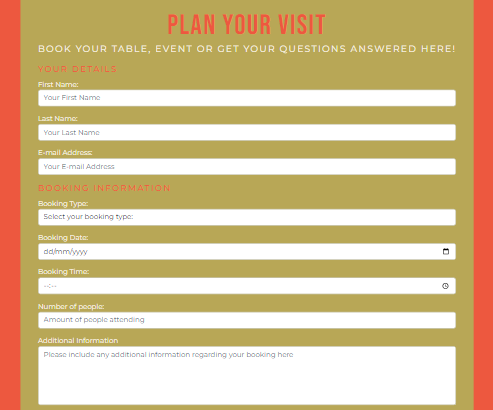 PLAN YOUR VISIT
BOOK YOUR TABLE, EVENT OR GET YOUR QUESTIONS ANSWERED HERE!
YOUR DETAILS
First Name:
Your First Name
Last Name:
Your Last Name
E-mail Address:
Your E-mail Address
BOOKING INFORMATION
Booking Type:
Select your booking type:
Booking Date:
dd/mm/yyyy
Booking Time:
--:--
Number of people:
Amount of people attending
Additional Information
Please include any additional information regarding your booking here